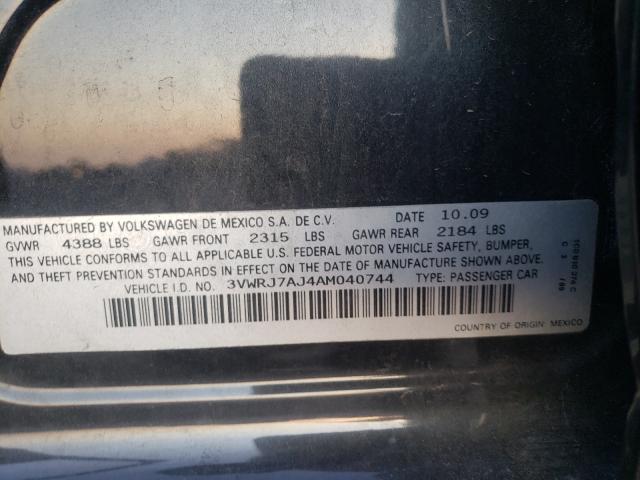 MANUFACTURED BY VOLKSWAGEN DE MEXICO S.A. DE C.V. DATE 10.09
GVWR 4388 LBS GAWR FRONT 2315 LBS GAWR REAR 2184 LBS
THIS VEHICLE CONFORMS TO ALL APPLICABLE U.S. FEDERAL MOTOR VEHICLE SAFETY, BUMPER,
AND THEFT PREVENTION STANDARDS IN EFFECT ON THE DATE OF MANUFACTURE SHOWN ABOVE.
VEHICLE I.D. NO. 3VWRJ7AJ4AM040744 TYPE: PASSENGER CAR
COUNTRY OF ORIGIN: MEXICO